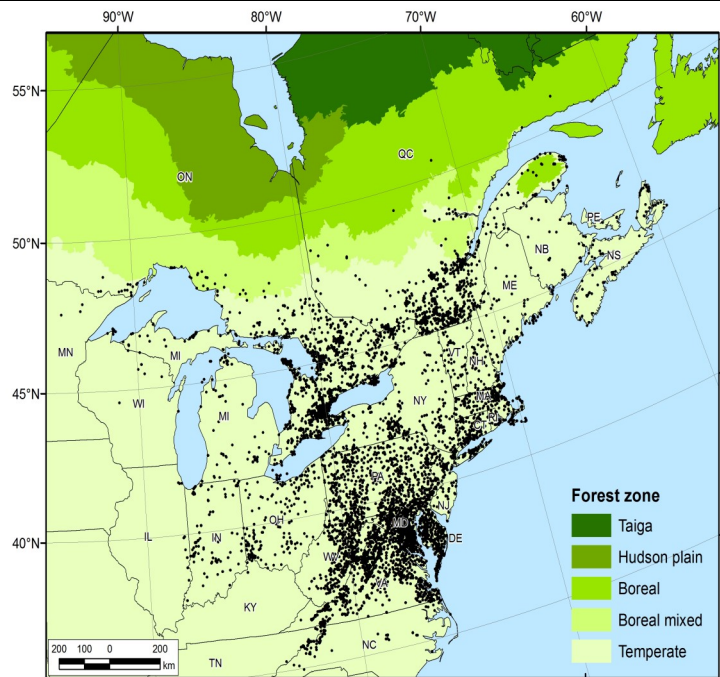 90°W 80°W 70°W 60°W
55°N
QC
ON
PE
50°N
NB
NS
ME
MN
MI
VT
NH
WI
MI
NY
MA
45°N
RI
CT
Forest zone
PA
NJ
Taiga
OH
MD
IL
IN
DE
40°N
Hudson plain
WV
VA
Boreal
KY
Boreal mixed
NC
200 100 0 200
km
TN
Temperate